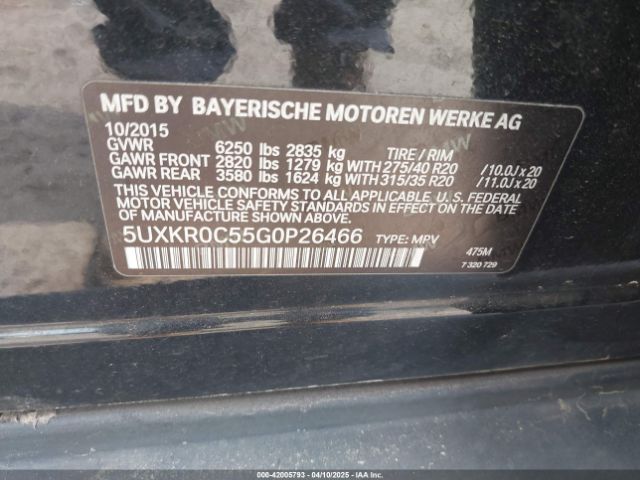 MFD BY BAYERISCHE MOTOREN WERKE AG
10/2015
GVWR 6250 lbs 2835 kg TIRE / RIM
GAWR FRONT 2820 lbs 1279 kg WITH 275/40 R20 /10.0J x 20
GAWR REAR 3580 lbs 1624 kg WITH 315/35 R20 /11.0J x 20
THIS VEHICLE CONFORMS TO ALL APPLICABLE U. S. FEDERAL
MOTOR VEHICLE SAFETY STANDARDS IN EFFECT ON THE
DATE OF MANUFACTURE SHOWN ABOVE.
5UXKR0C55G0P26466 TYPE: MPV 475M
7 320 729
000-42005793 - 04/10/2025 - IAAI.COM